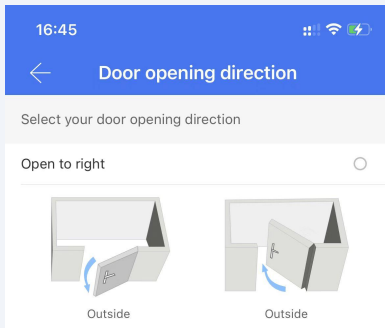 16:45
Door opening direction
Select your door opening direction
Open to right
Outside
Outside